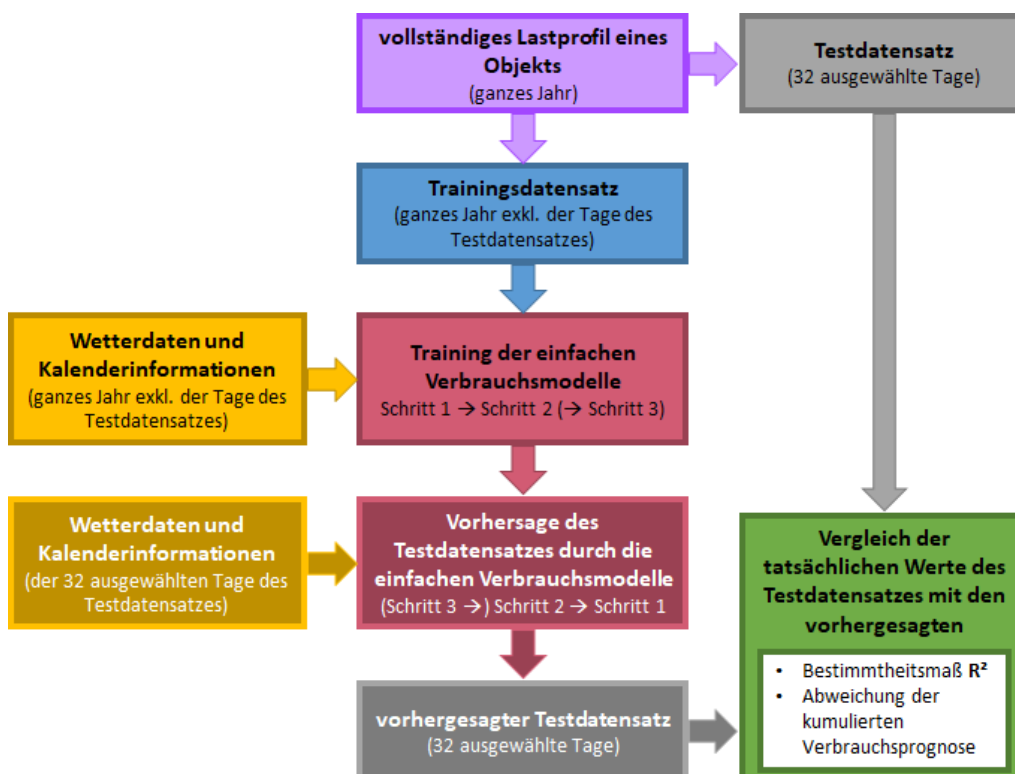 vollständiges Lastprofil eines
Objekts
(ganzes Jahr)
Testdatensatz
(32 ausgewählte Tage)
Trainingsdatensatz
(ganzes Jahr exkl. der Tage des
Testdatensatzes)
Wetterdaten und
Kalenderinformationen
(ganzes Jahr exkl. der Tage des
Testdatensatzes)
Training der einfachen
Verbrauchsmodelle
Schritt 1 → Schritt 2 (→ Schritt 3)
Wetterdaten und
Kalenderinformationen
(der 32 ausgewählten Tage des
Testdatensatzes)
Vorhersage des
Testdatensatzes durch die
einfachen Verbrauchsmodelle
(Schritt 3 →) Schritt 2 → Schritt 1
Vergleich der
tatsächlichen Werte des
Testdatensatzes mit den
vorhergesagten
• Bestimmtheitsmaß R²
• Abweichung der
kumulierten
Verbrauchsprognose
vorhergesagter Testdatensatz
(32 ausgewählte Tage)